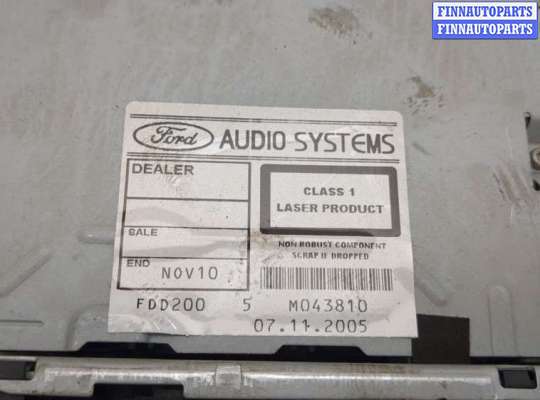 FINNAUTOPARTS
FINNAUTOPARTS
Ford AUDIO SYSTEMS
DEALER
CLASS 1
LASER PRODUCT
SALE
NON ROBUST COMPONENT
SCRAP IF DROPPED
END NOV10
FDD200 5 M043810
07.11.2005